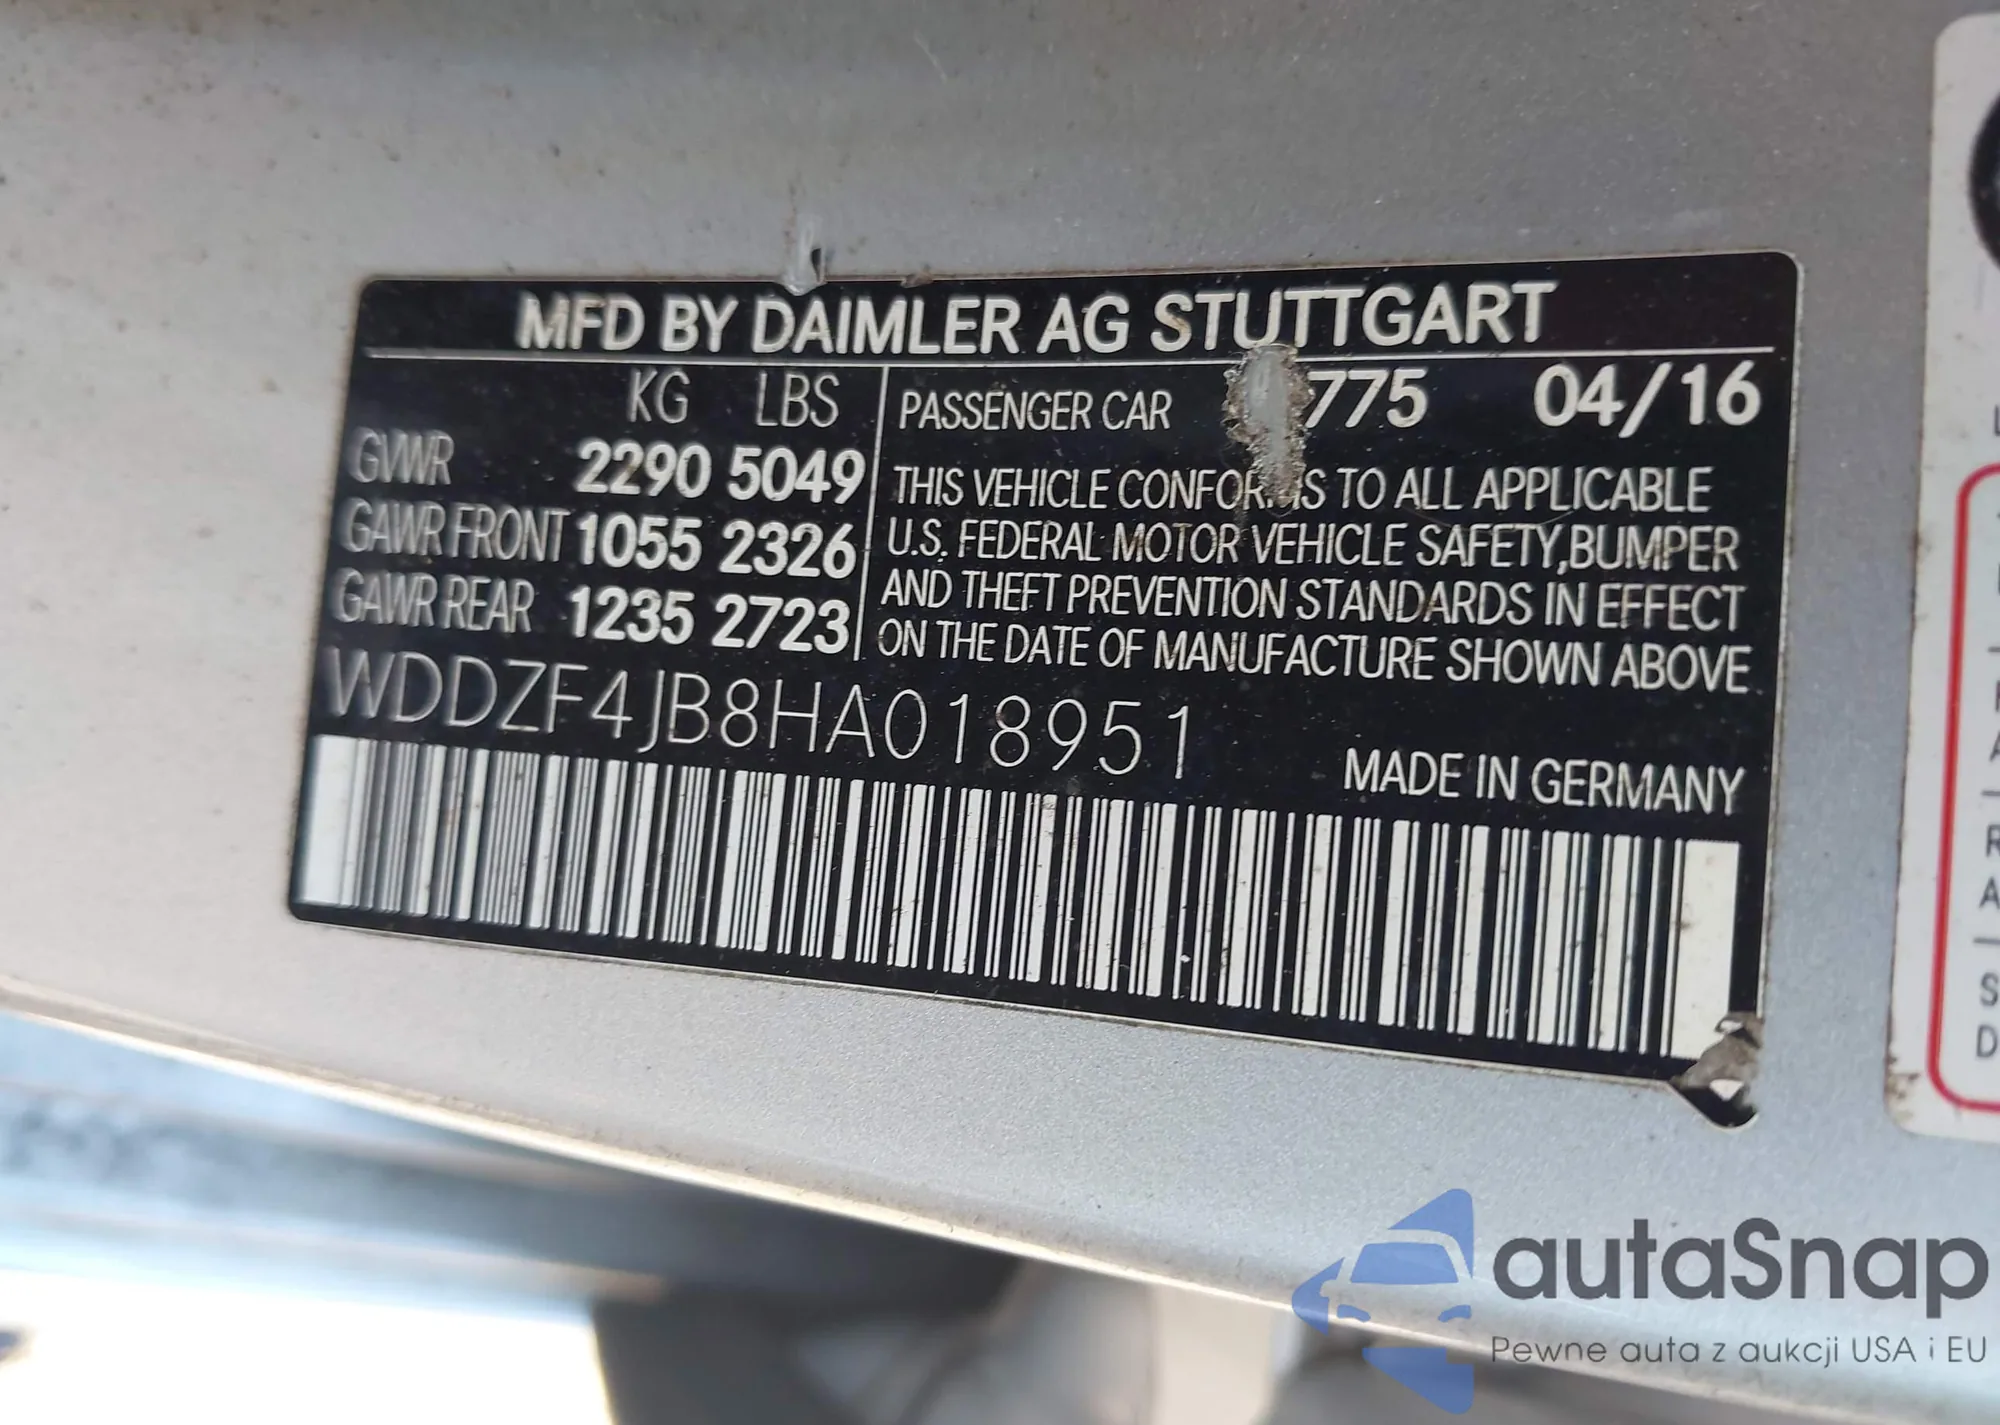 MFD BY DAIMLER AG STUTTGART
KG LBS
GVWR 2290 5049
GAWR FRONT 1055 2326
GAWR REAR 1235 2723
PASSENGER CAR 775 04/16
THIS VEHICLE CONFORMS TO ALL APPLICABLE
U.S. FEDERAL MOTOR VEHICLE SAFETY,BUMPER
AND THEFT PREVENTION STANDARDS IN EFFECT
ON THE DATE OF MANUFACTURE SHOWN ABOVE
WDDZF4JB8HA018951
MADE IN GERMANY
autaSnap
Pewne auta z aukcji USA i EU